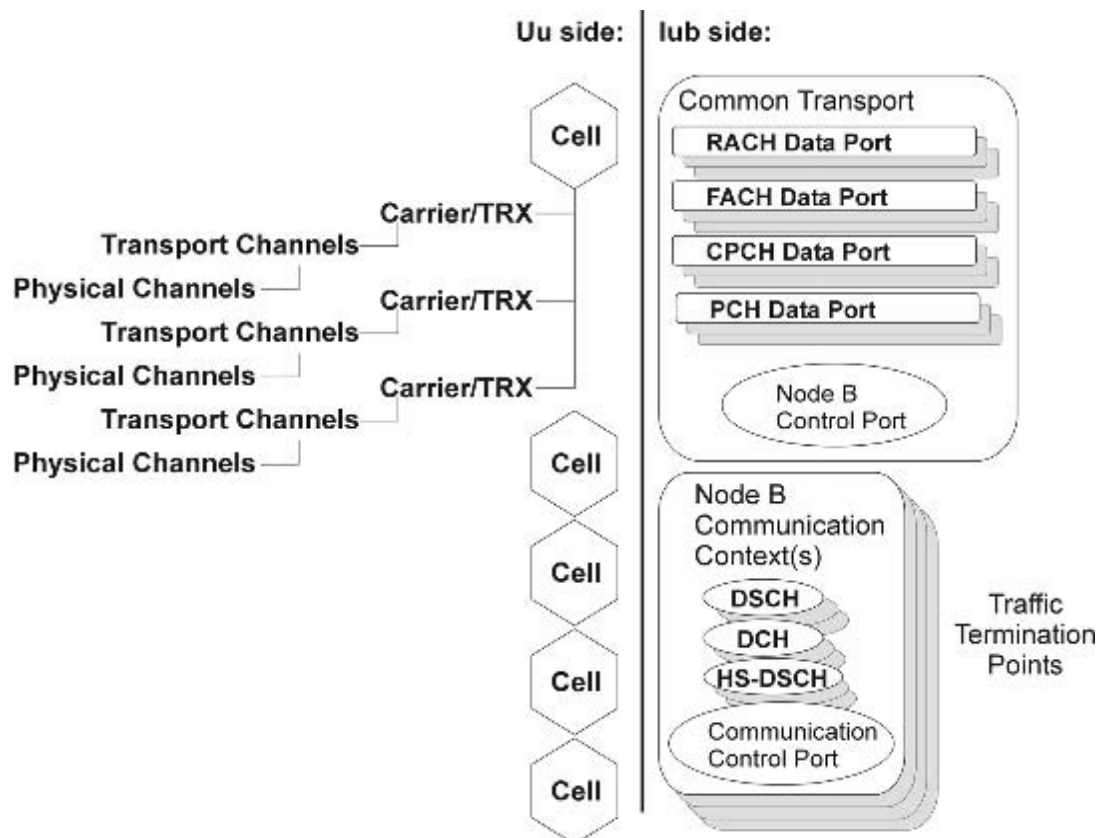 Uu side:
Iub side:
Cell
Carrier/TRX
Transport Channels
Physical Channels
Carrier/TRX
Transport Channels
Physical Channels
Carrier/TRX
Transport Channels
Physical Channels
Cell
Cell
Cell
Cell
Common Transport
RACH Data Port
FACH Data Port
CPCH Data Port
PCH Data Port
Node B
Control Port
Node B
Communication
Context(s)
DSCH
DCH
HS-DSCH
Communication
Control Port
Traffic
Termination
Points